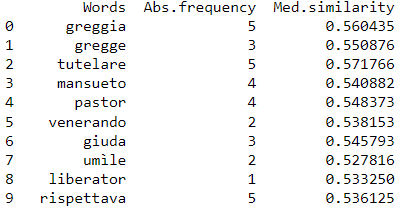 Words Abs.frequency Med.similarity
0 greggia 5 0.560435
1 gregge 3 0.550876
2 tutelare 5 0.571766
3 mansueto 4 0.540882
4 pastor 4 0.548373
5 venerando 2 0.538153
6 giuda 3 0.545793
7 umìle 2 0.527816
8 liberator 1 0.533250
9 rispettava 5 0.536125